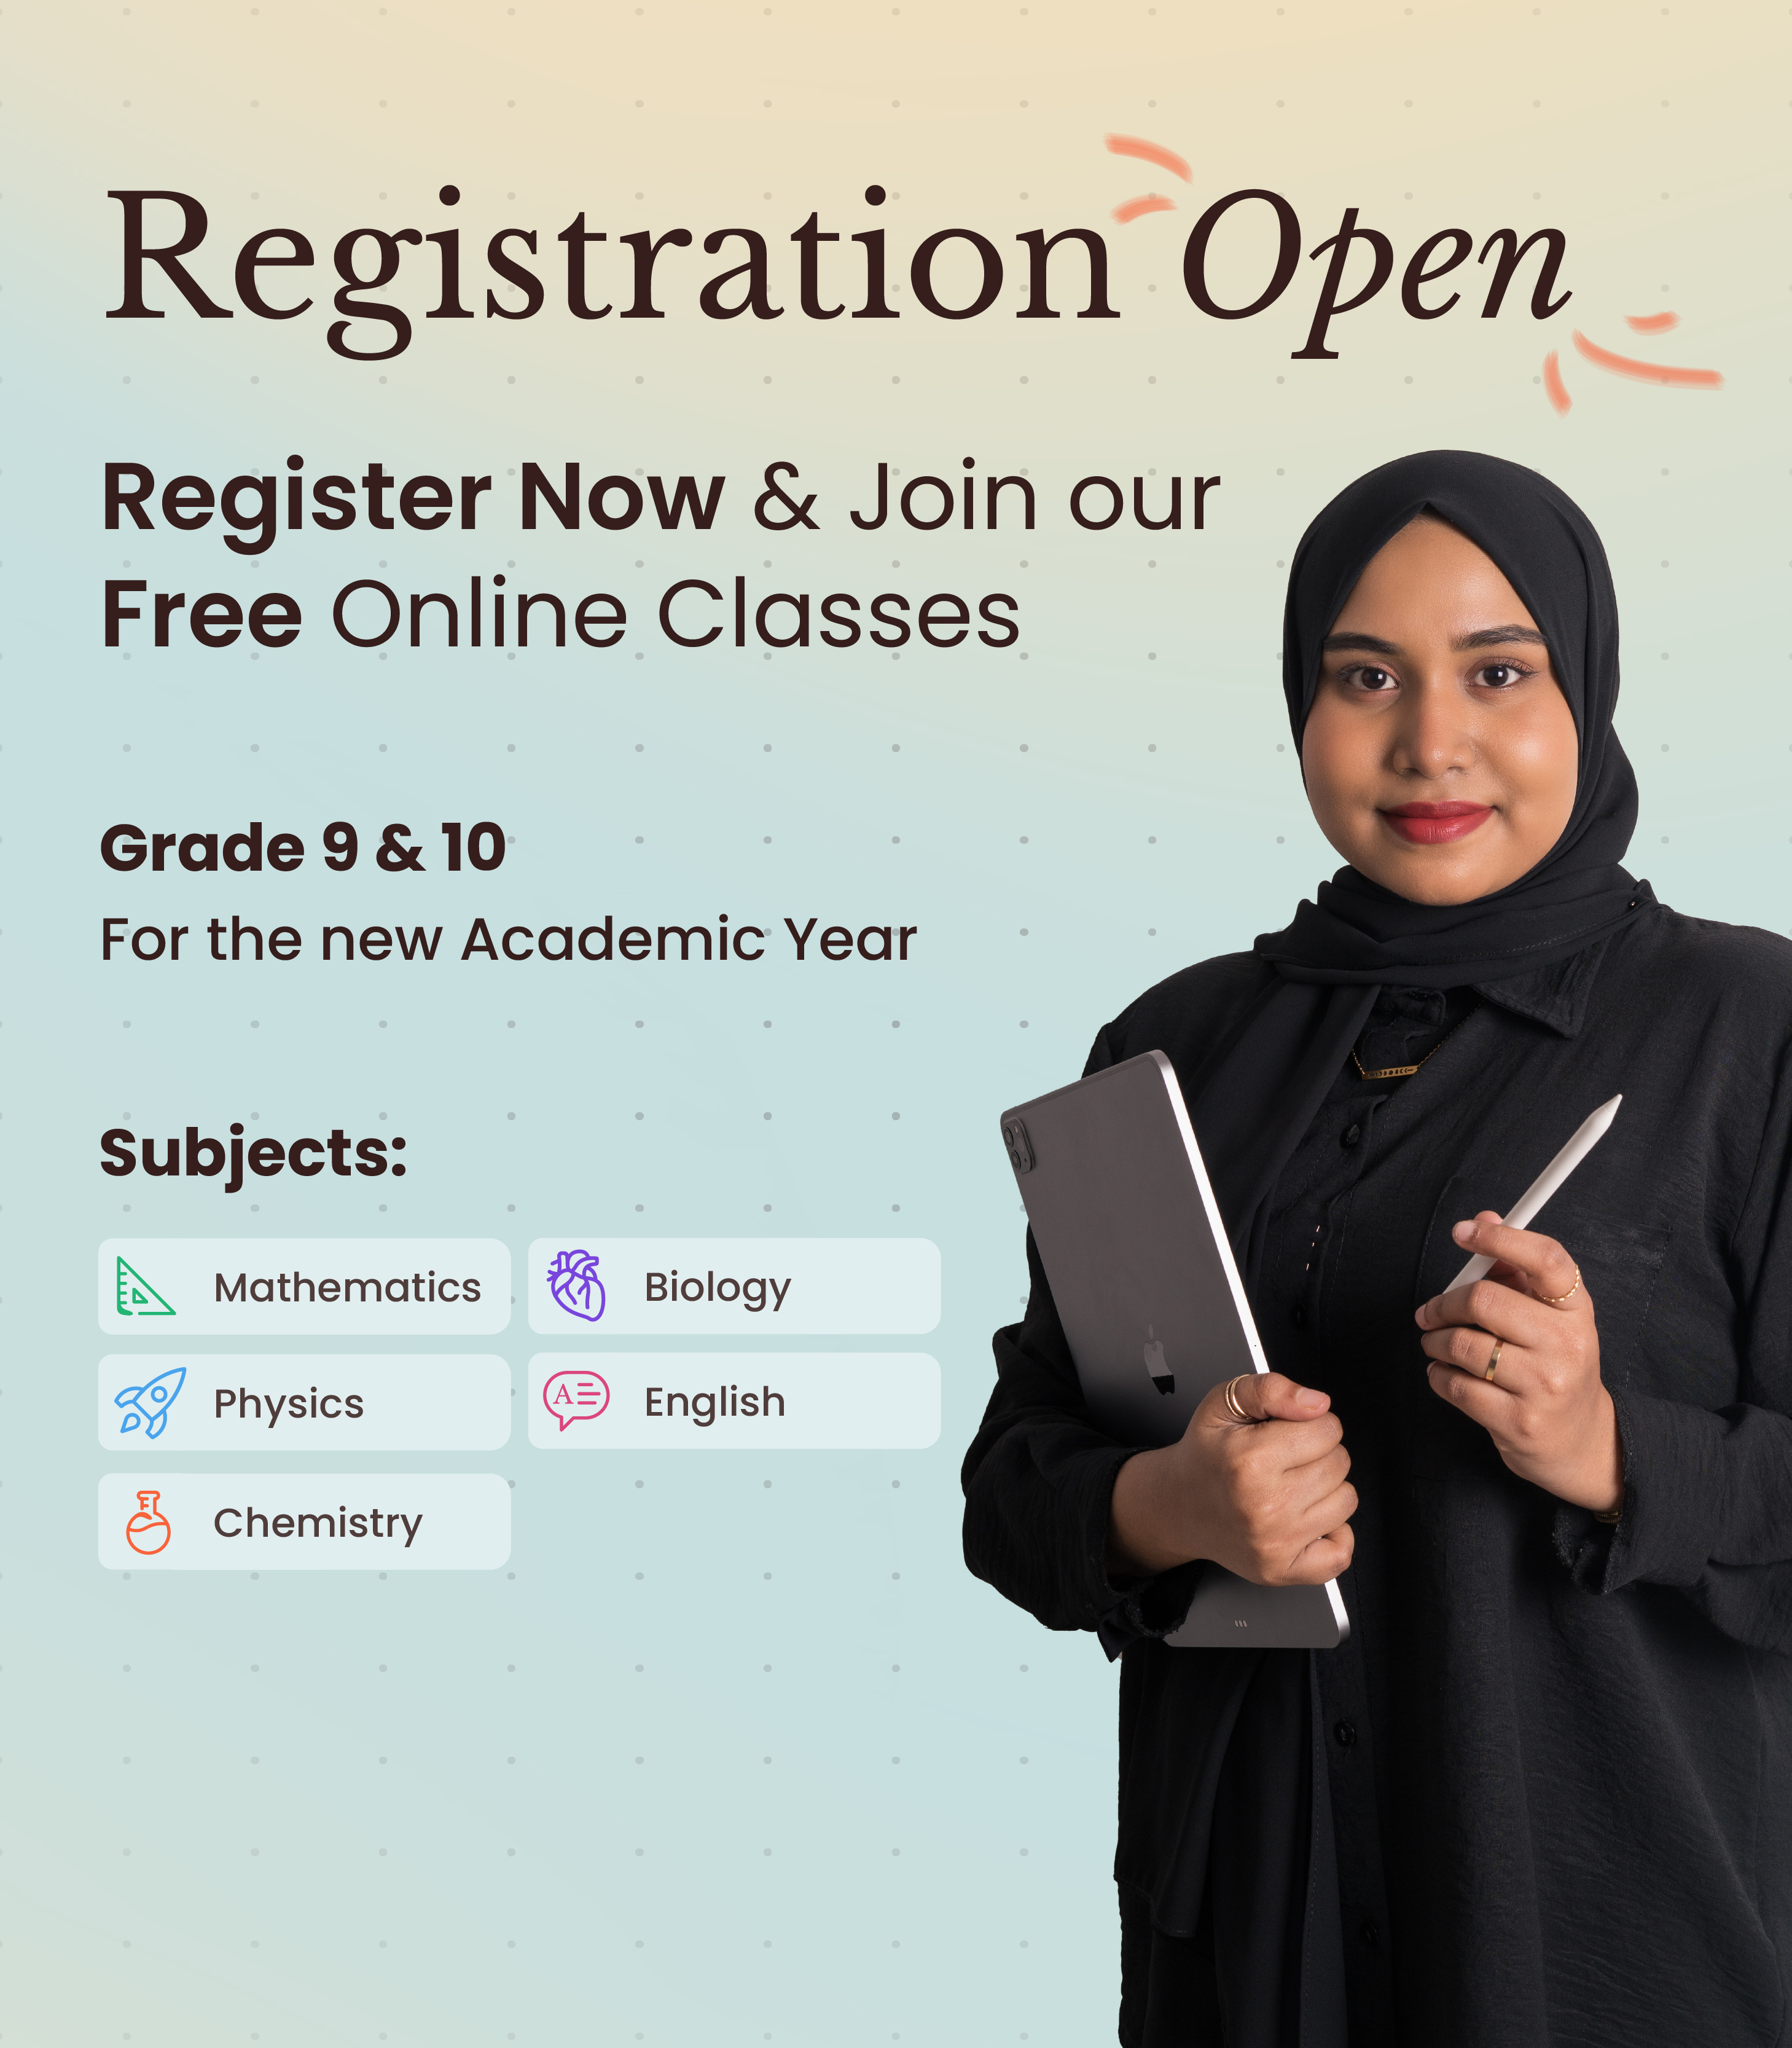 Registration Open
Register Now & Join our
Free Online Classes
Grade 9 & 10
For the new Academic Year
Subjects:
Mathematics
Biology
Physics
A
English
Chemistry